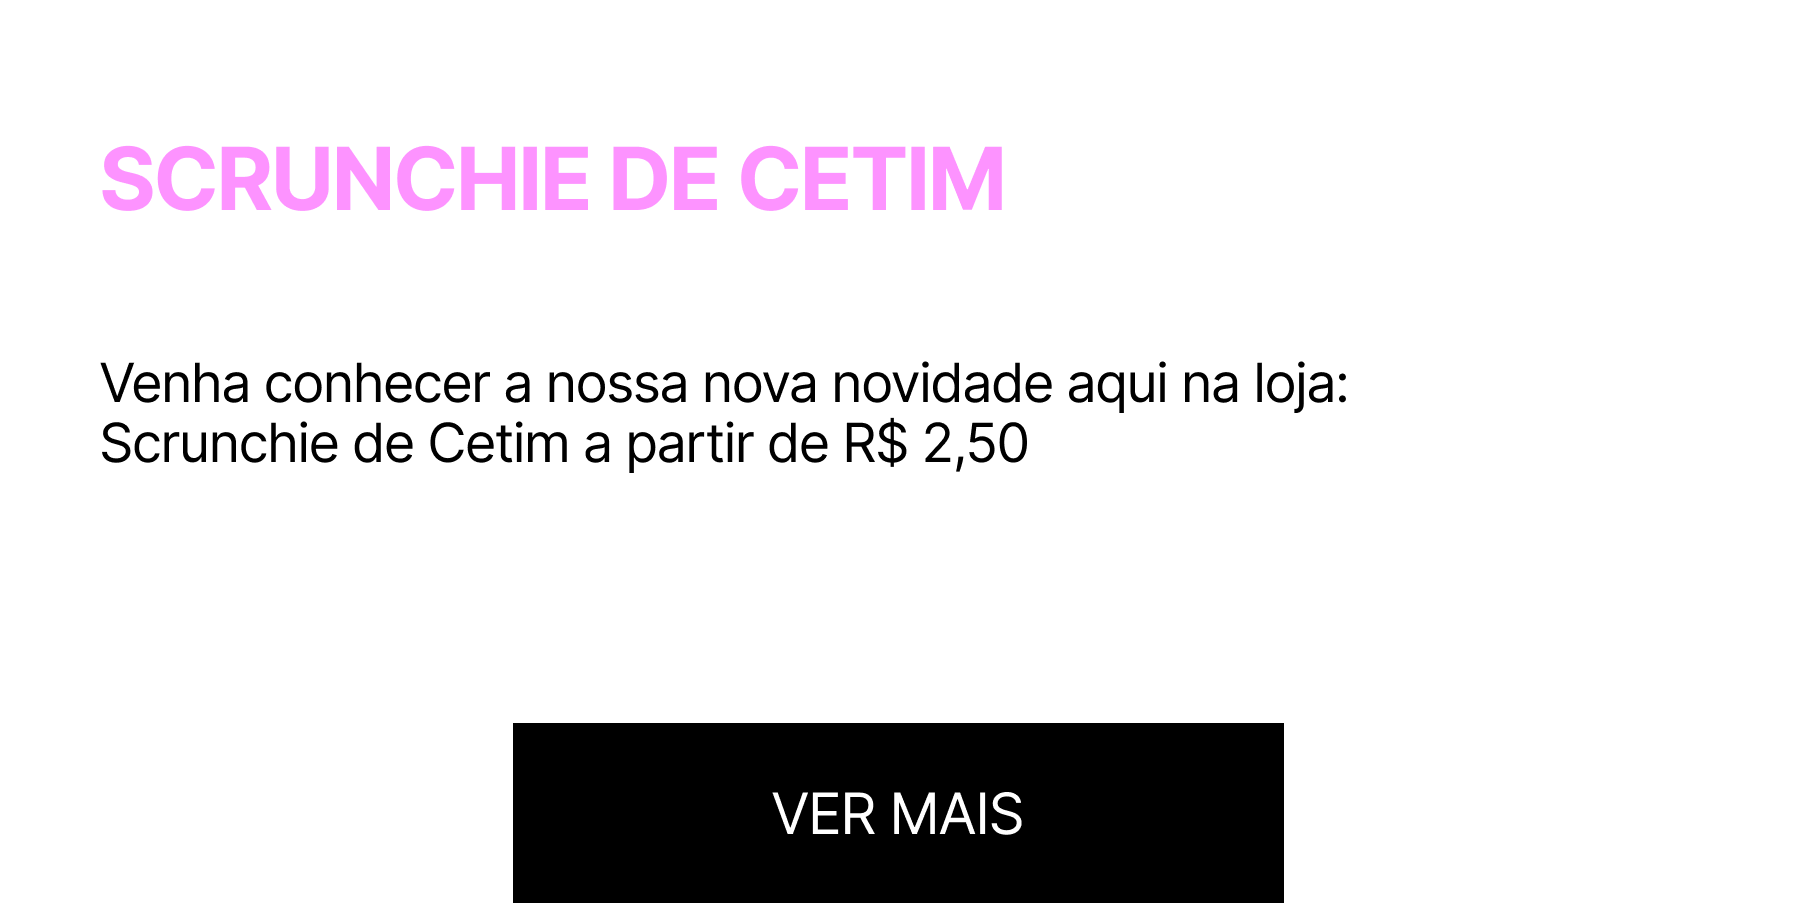 SCRUNCHIE DE CETIM
Venha conhecer a nossa nova novidade aqui na loja:
Scrunchie de Cetim a partir de R$ 2,50
VER MAIS